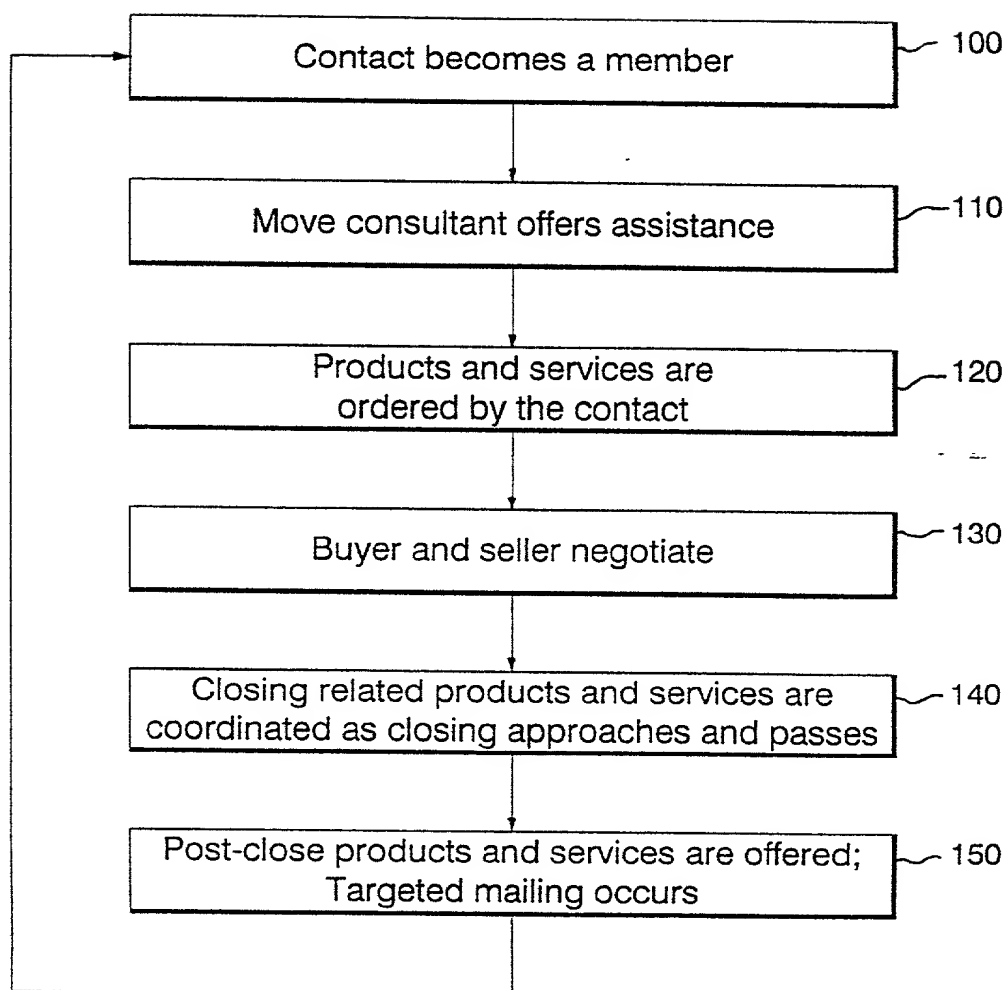 Contact becomes a member
100
Move consultant offers assistance
110
Products and services are
ordered by the contact
120
Buyer and seller negotiate
130
Closing related products and services are
coordinated as closing approaches and passes
140
Post-close products and services are offered;
Targeted mailing occurs
150